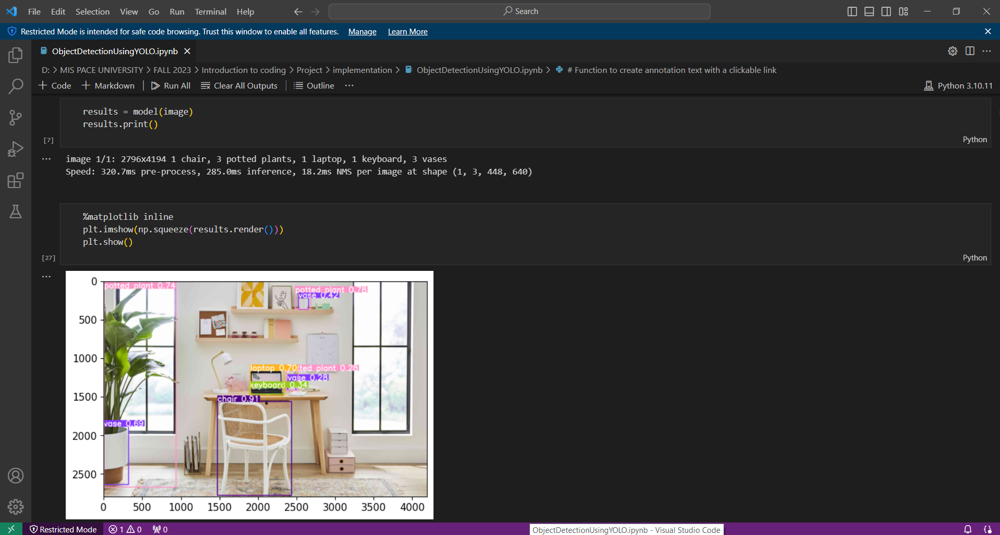 File Edit Selection View Go Run Terminal Help Search
Restricted Mode is intended for safe code browsing. Trust this window to enable all features. Manage Learn More
ObjectDetectionUsingYOLO.ipynb
D: > MIS PACE UNIVERSITY > FALL 2023 > Introduction to coding > Project > implementation > ObjectDetectionUsingYOLO.ipynb > # Function to create annotation text with a clickable link
+ Code + Markdown | Run All Clear All Outputs | Outline ... Python 3.10.11
results = model(image)
results.print()
[7] Python
... image 1/1: 2796x4194 1 chair, 3 potted plants, 1 laptop, 1 keyboard, 3 vases
Speed: 320.7ms pre-process, 285.0ms inference, 18.2ms NMS per image at shape (1, 3, 448, 640)
%matplotlib inline
plt.imshow(np.squeeze(results.render()))
plt.show()
[27] Python
...
0
500
1000
1500
2000
2500
potted plant 0.74
potted plant 0.78
vase 0.42
laptop 0.70 tted plant 0.28
vase 0.28
keyboard 0.34
chair 0.91
vase 0.69
0 500 1000 1500 2000 2500 3000 3500 4000
Restricted Mode 1 0 0
ObjectDetectionUsingYOLO.ipynb - Visual Studio Code